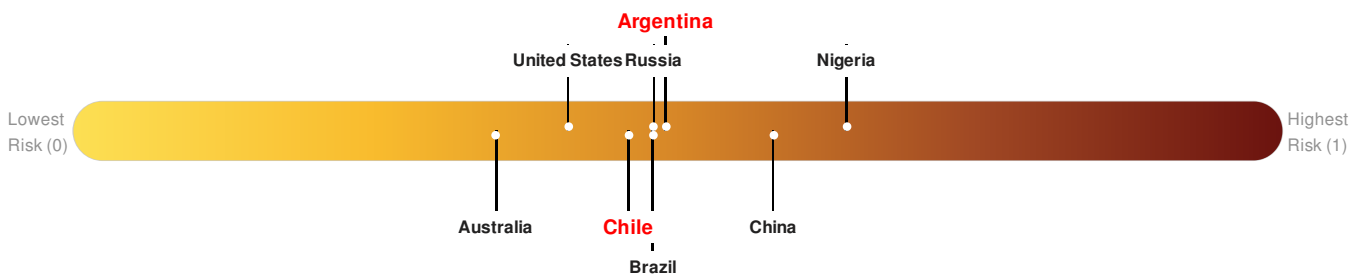 Argentina
United States Russia
Nigeria
Lowest
Risk (0)
Highest
Risk (1)
Australia
Chile
China
Brazil